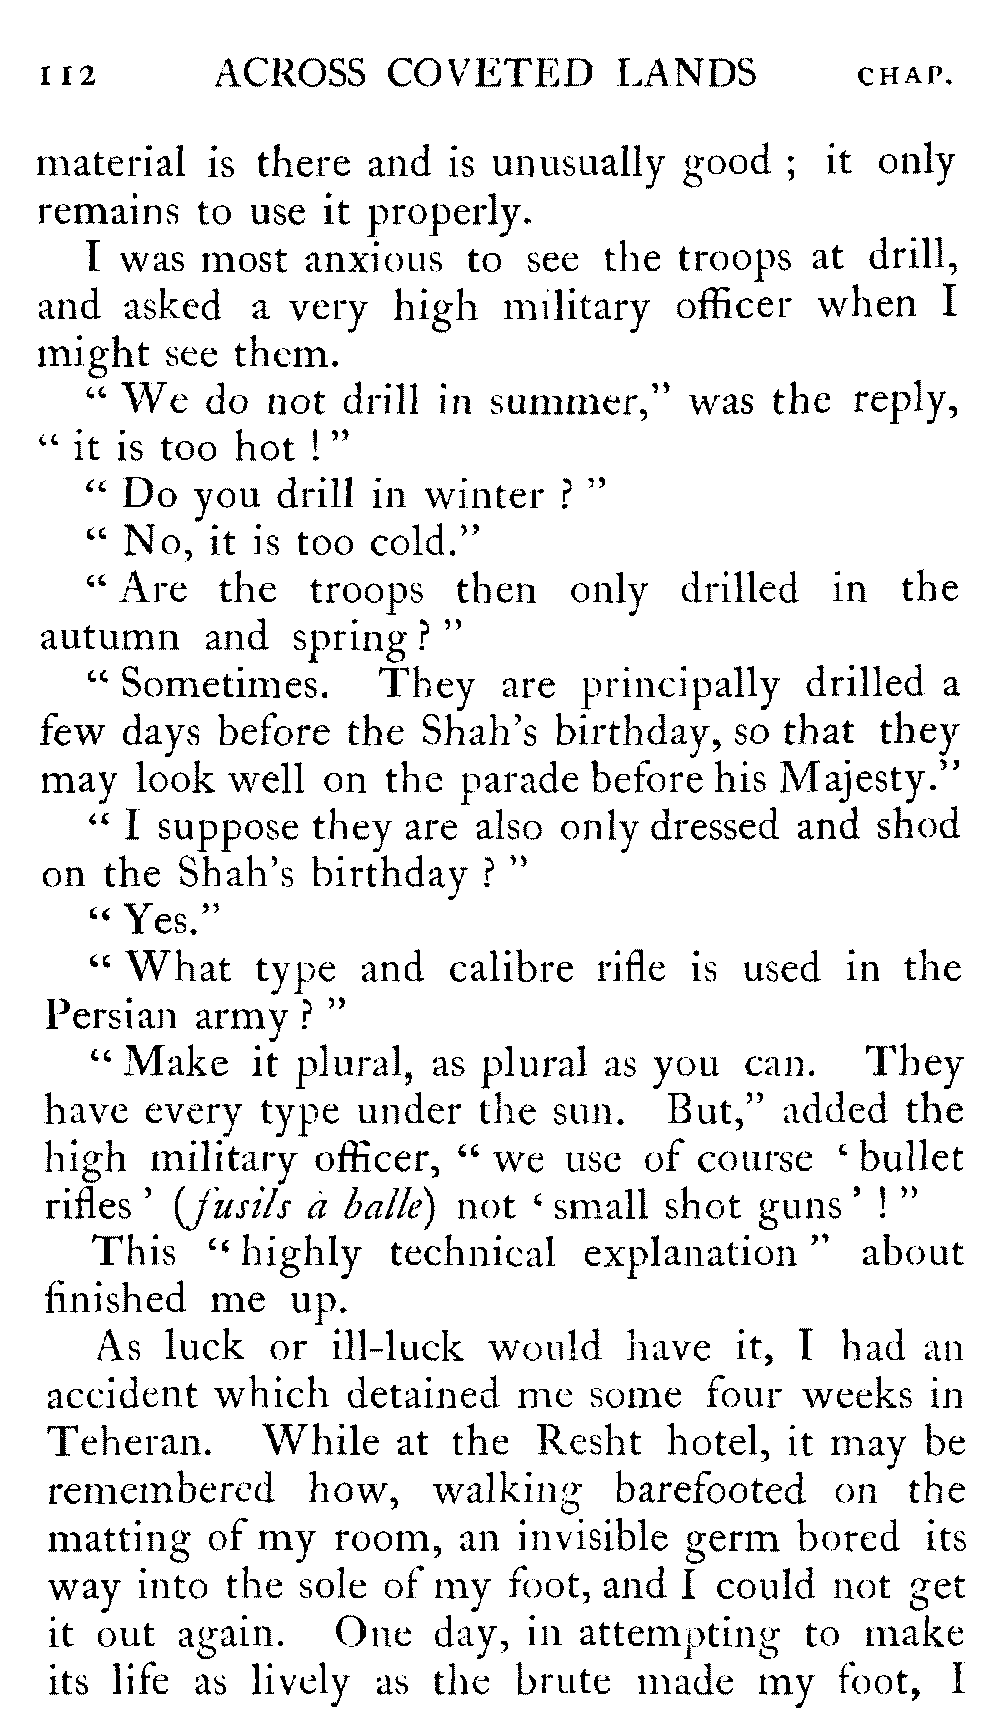 112 ACROSS COVETED LANDS CHAP.
material is there and is unusually good ; it only
remains to use it properly.
I was most anxious to see the troops at drill,
and asked a very high military officer when I
might see them.
“ We do not drill in summer,” was the reply,
“ it is too hot ! ”
“ Do you drill in winter ? ”
“ No, it is too cold.”
“ Are the troops then only drilled in the
autumn and spring ? ”
“ Sometimes. They are principally drilled a
few days before the Shah’s birthday, so that they
may look well on the parade before his Majesty.”
“ I suppose they are also only dressed and shod
on the Shah’s birthday ? ”
“ Yes.”
“ What type and calibre rifle is used in the
Persian army ? ”
“ Make it plural, as plural as you can. They
have every type under the sun. But,” added the
high military officer, “ we use of course ‘ bullet
rifles ’ (fusils à balle) not ‘ small shot guns ’ ! ”
This “ highly technical explanation ” about
finished me up.
As luck or ill-luck would have it, I had an
accident which detained me some four weeks in
Teheran. While at the Resht hotel, it may be
remembered how, walking barefooted on the
matting of my room, an invisible germ bored its
way into the sole of my foot, and I could not get
it out again. One day, in attempting to make
its life as lively as the brute made my foot, I